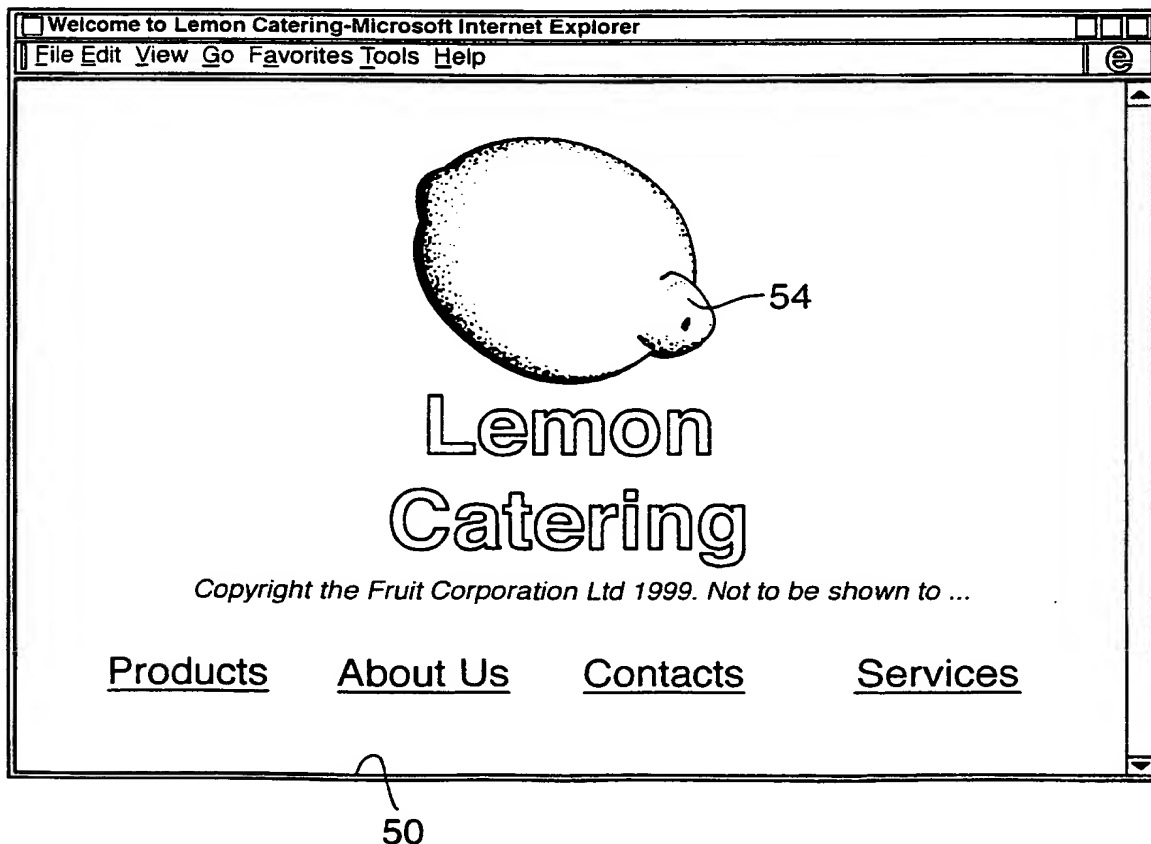 Welcome to Lemon Catering-Microsoft Internet Explorer
File Edit View Go Favorites Tools Help
e
54
Lemon
Catering
Copyright the Fruit Corporation Ltd 1999. Not to be shown to ...
Products About Us Contacts Services
50